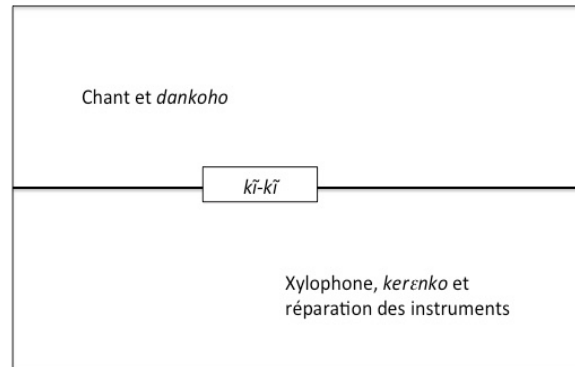 Chant et dankoho
kĩ-kĩ
Xylophone, kerɛnko et
réparation des instruments